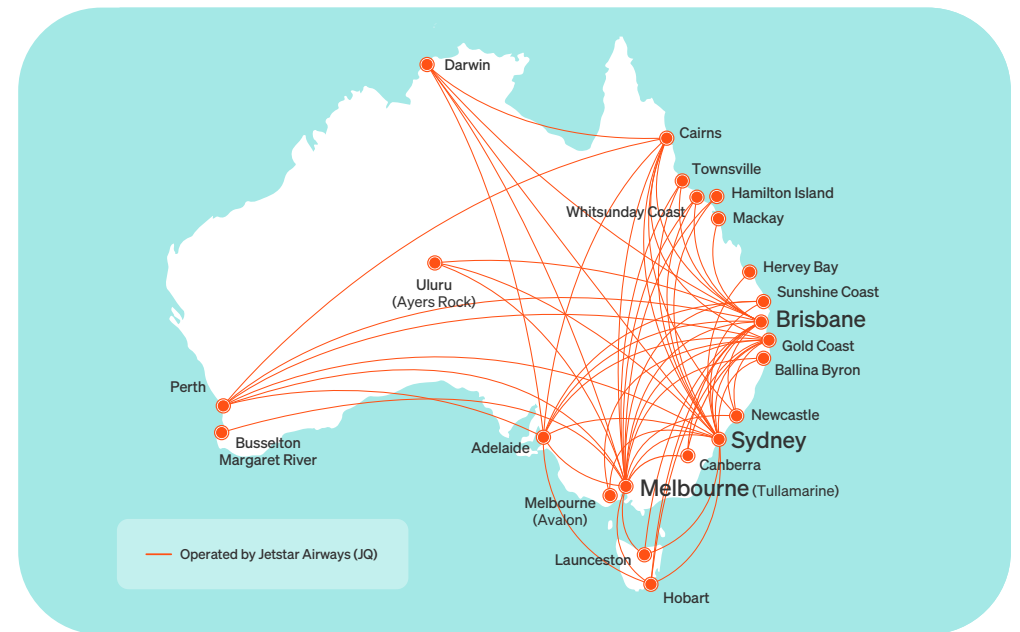 Darwin
Cairns
Townsville
Hamilton Island
Whitsunday Coast
Mackay
Hervey Bay
Uluru
(Ayers Rock)
Sunshine Coast
Brisbane
Gold Coast
Ballina Byron
Perth
Newcastle
Busselton
Margaret River
Adelaide
Sydney
Canberra
Melbourne (Tullamarine)
Melbourne
(Avalon)
Operated by Jetstar Airways (JQ)
Launceston
Hobart